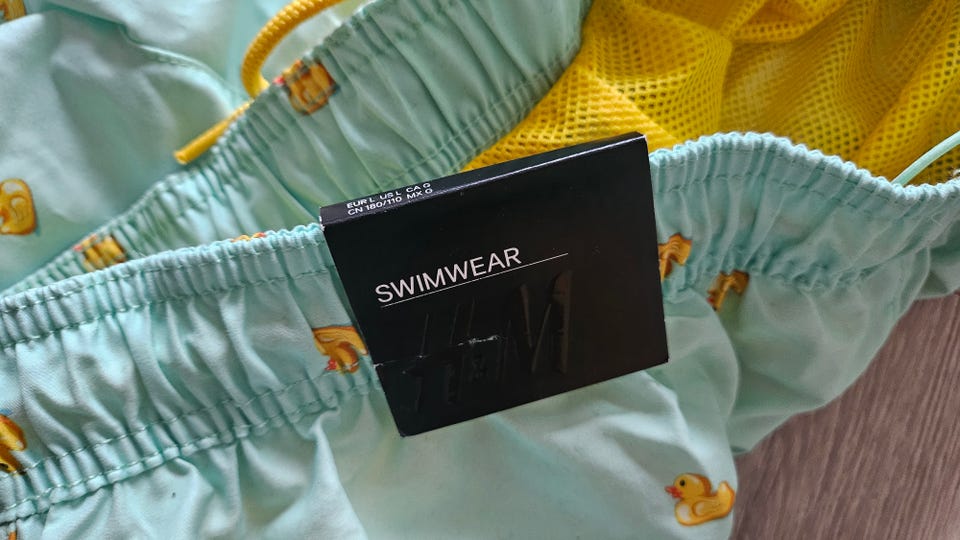 EUR L US L CA G
CN 180/110 MX G
SWIMWEAR
H&M